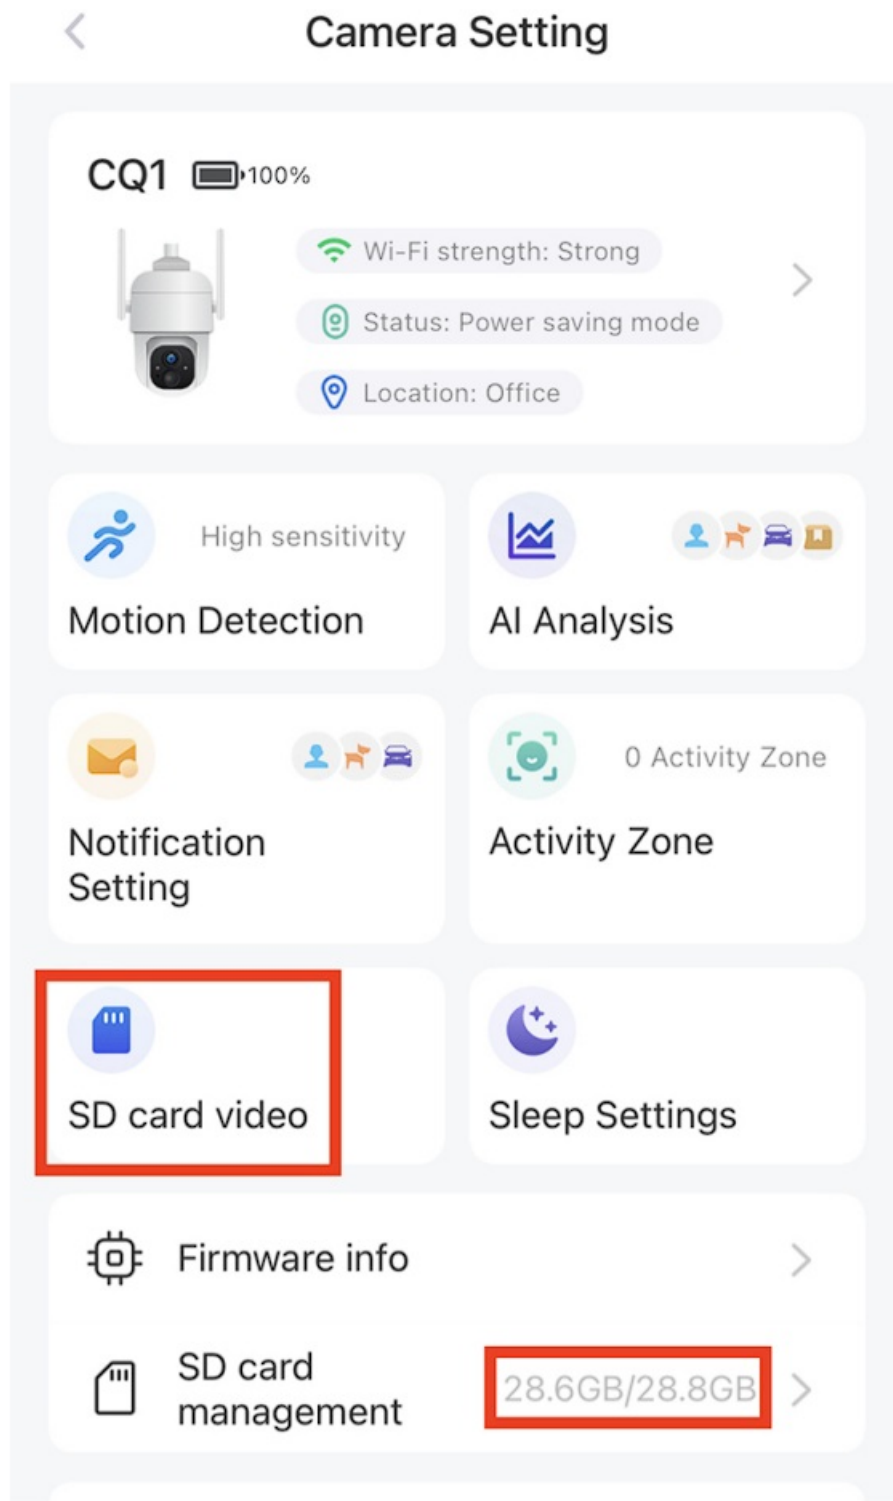 Camera Setting
CQ1 100%
Wi-Fi strength: Strong
Status: Power saving mode
Location: Office
High sensitivity
Motion Detection
AI Analysis
Notification
Setting
0 Activity Zone
Activity Zone
SD card video
Sleep Settings
Firmware info
SD card
management
28.6GB/28.8GB